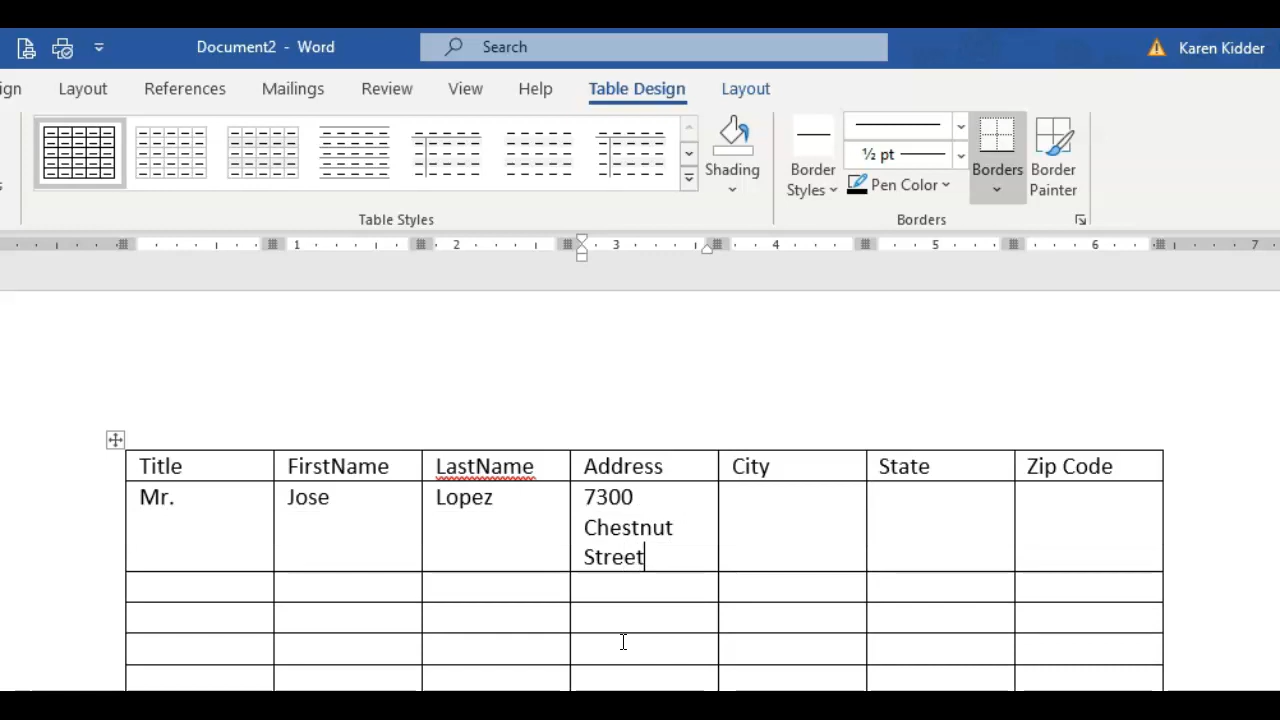 Document2 - Word
Search
Karen Kidder
gn
Layout
References
Mailings
Review
View
Help
Table Design
Layout
Shading
Border
Styles
½ pt
Pen Color
Borders
Border
Painter
Table Styles
Borders
1 2 3 4 5 6 7
Title FirstName LastName Address City State Zip Code
Mr. Jose Lopez 7300
Chestnut
Street